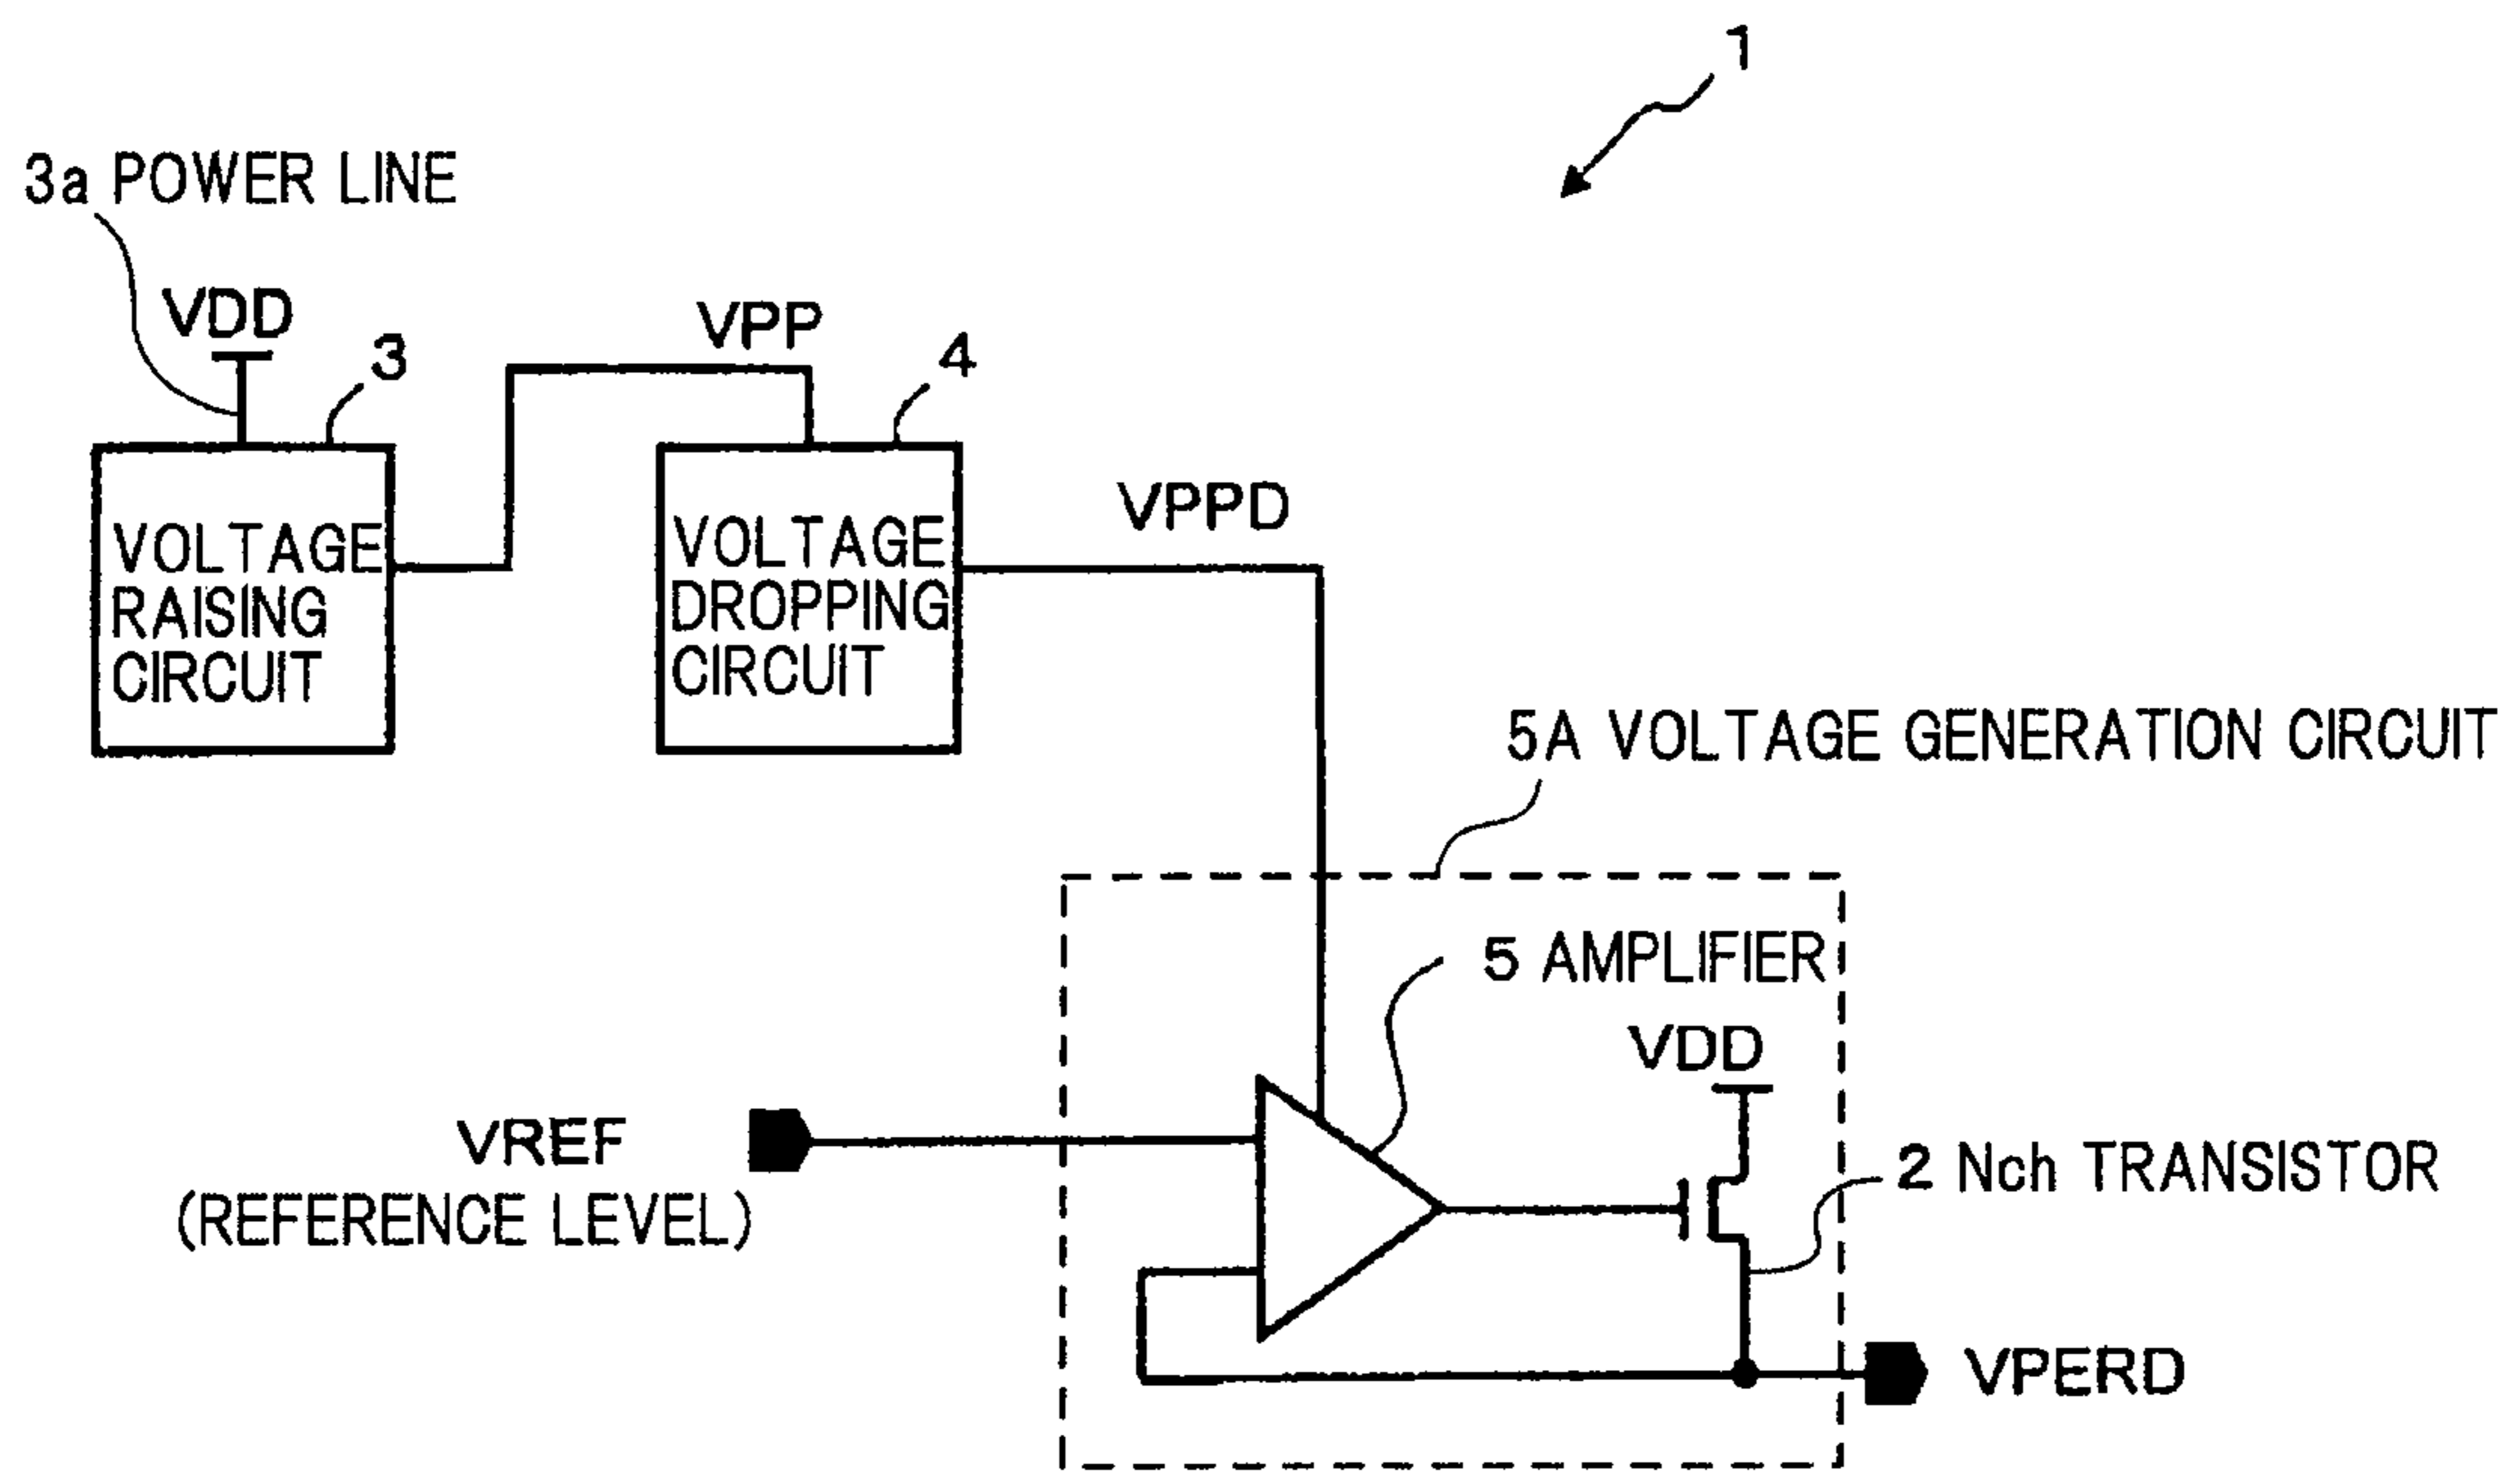 1
3a POWER LINE
VDD
3
VPP
4
VOLTAGE
RAISING
CIRCUIT
VOLTAGE
DROPPING
CIRCUIT
VPPD
5A VOLTAGE GENERATION CIRCUIT
5 AMPLIFIER
VDD
VREF
(REFERENCE LEVEL)
2 Nch TRANSISTOR
VPERD